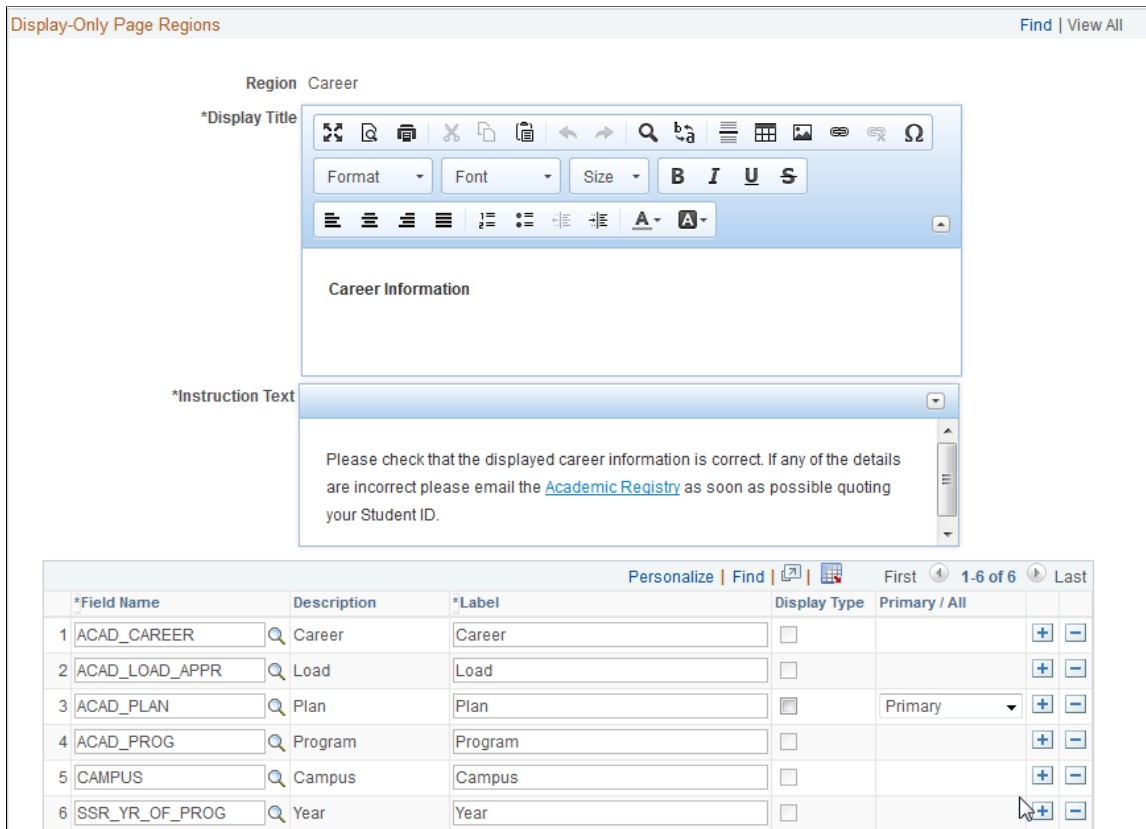 Display-Only Page Regions Find | View All
Region Career
*Display Title
Format Font Size B I U S
A A
Career Information
*Instruction Text
Please check that the displayed career information is correct. If any of the details
are incorrect please email the Academic Registry as soon as possible quoting
your Student ID.
Personalize | Find | | First 1-6 of 6 Last
*Field Name Description *Label Display Type Primary / All
1 ACAD_CAREER Career Career
2 ACAD_LOAD_APPR Load Load
3 ACAD_PLAN Plan Plan Primary
4 ACAD_PROG Program Program
5 CAMPUS Campus Campus
6 SSR_YR_OF_PROG Year Year